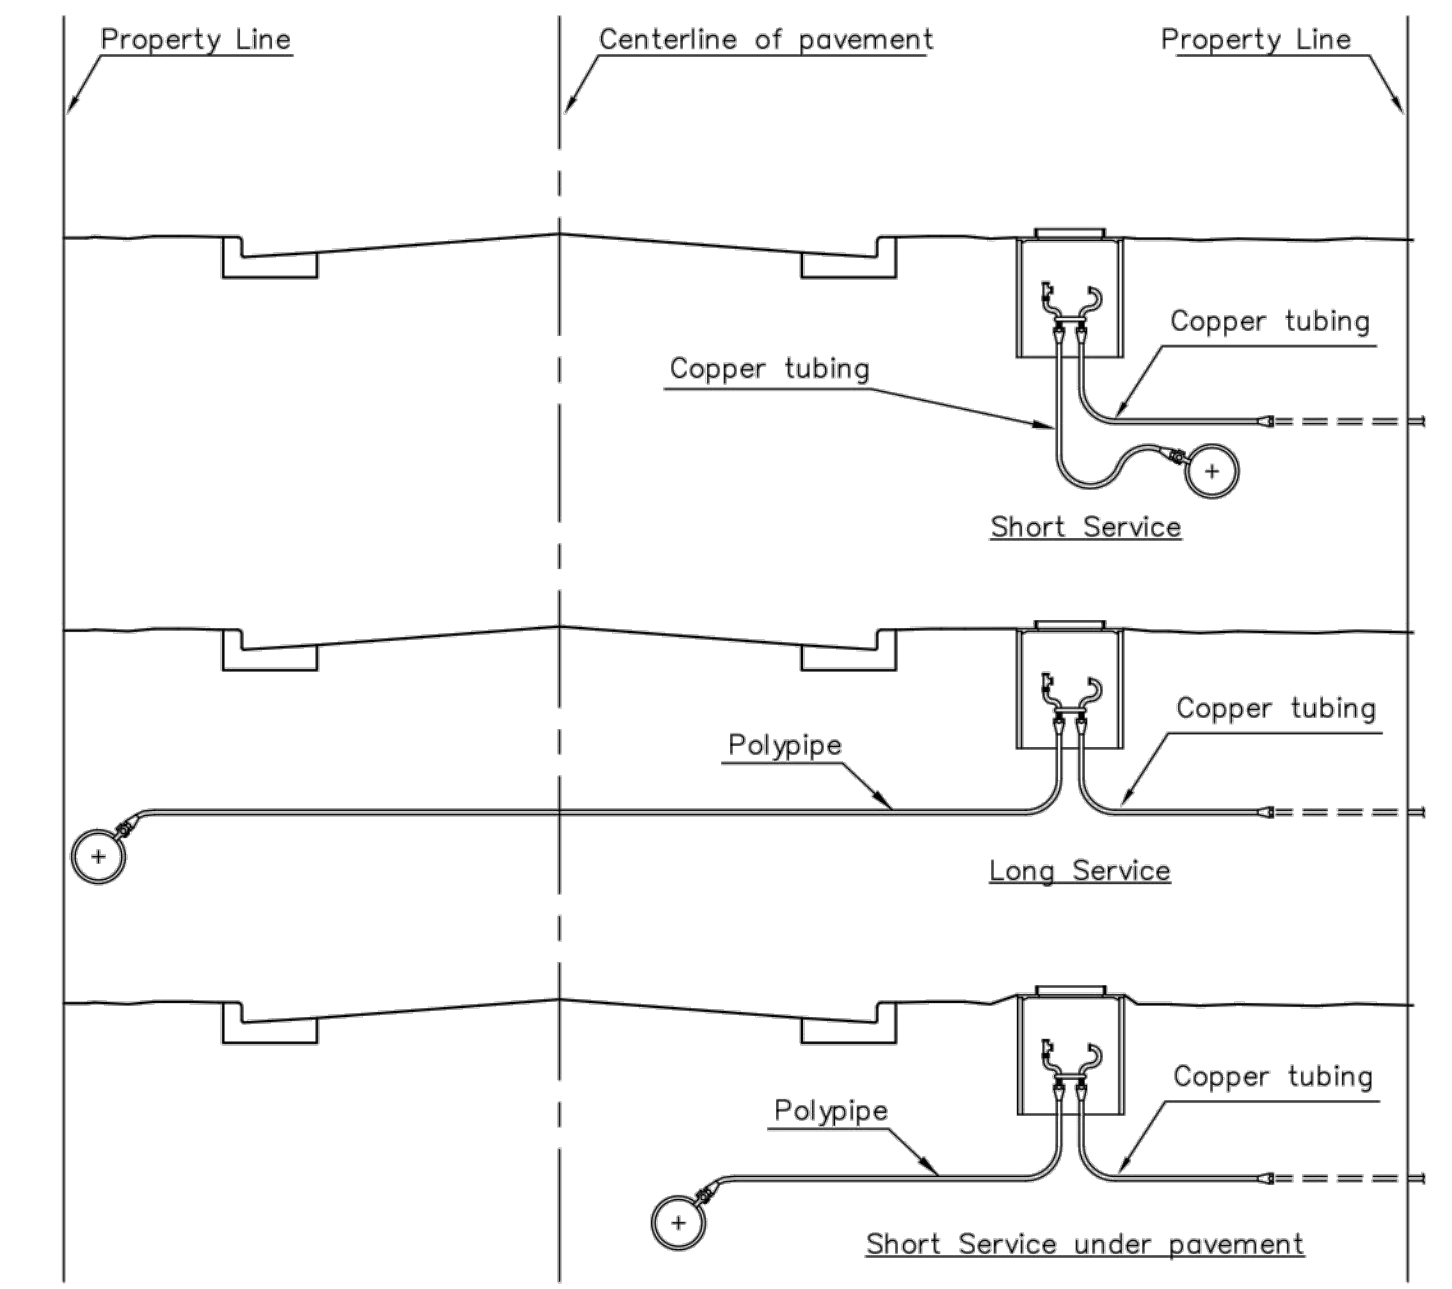 Property Line
Centerline of pavement
Property Line
Copper tubing
Copper tubing
Short Service
Copper tubing
Polypipe
Long Service
Copper tubing
Polypipe
Short Service under pavement